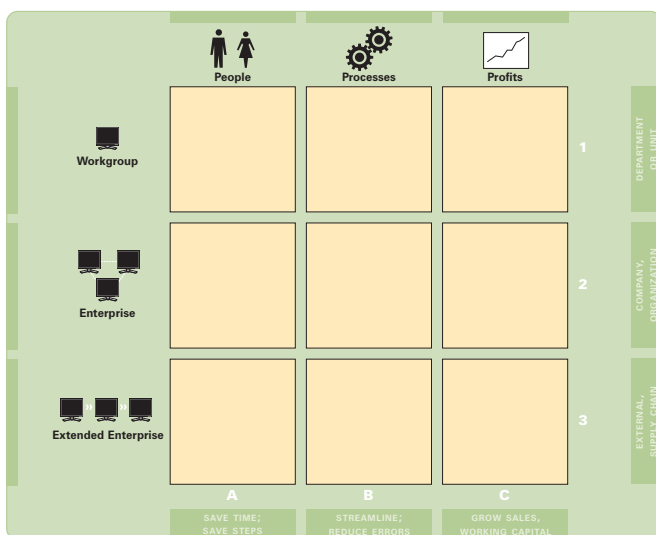 People
Processes
Profits
Workgroup
1
DEPARTMENT
OR UNIT
Enterprise
2
COMPANY,
ORGANIZATION
Extended Enterprise
3
EXTERNAL,
SUPPLY CHAIN
A
B
C
SAVE TIME;
SAVE STEPS
STREAMLINE;
REDUCE ERRORS
GROW SALES,
WORKING CAPITAL